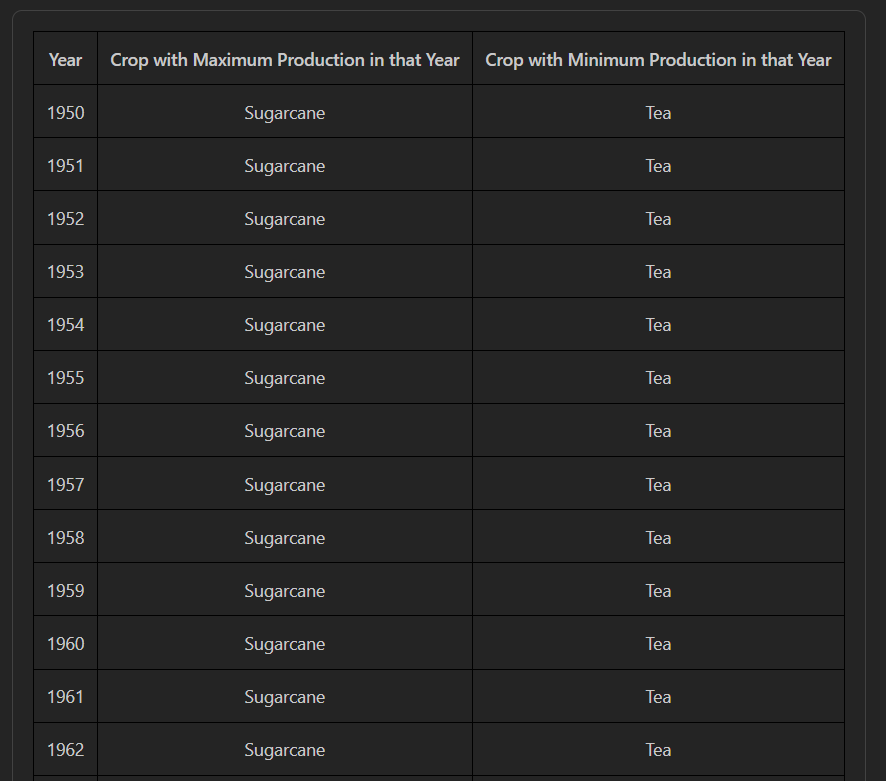 Year Crop with Maximum Production in that Year Crop with Minimum Production in that Year
1950 Sugarcane Tea
1951 Sugarcane Tea
1952 Sugarcane Tea
1953 Sugarcane Tea
1954 Sugarcane Tea
1955 Sugarcane Tea
1956 Sugarcane Tea
1957 Sugarcane Tea
1958 Sugarcane Tea
1959 Sugarcane Tea
1960 Sugarcane Tea
1961 Sugarcane Tea
1962 Sugarcane Tea